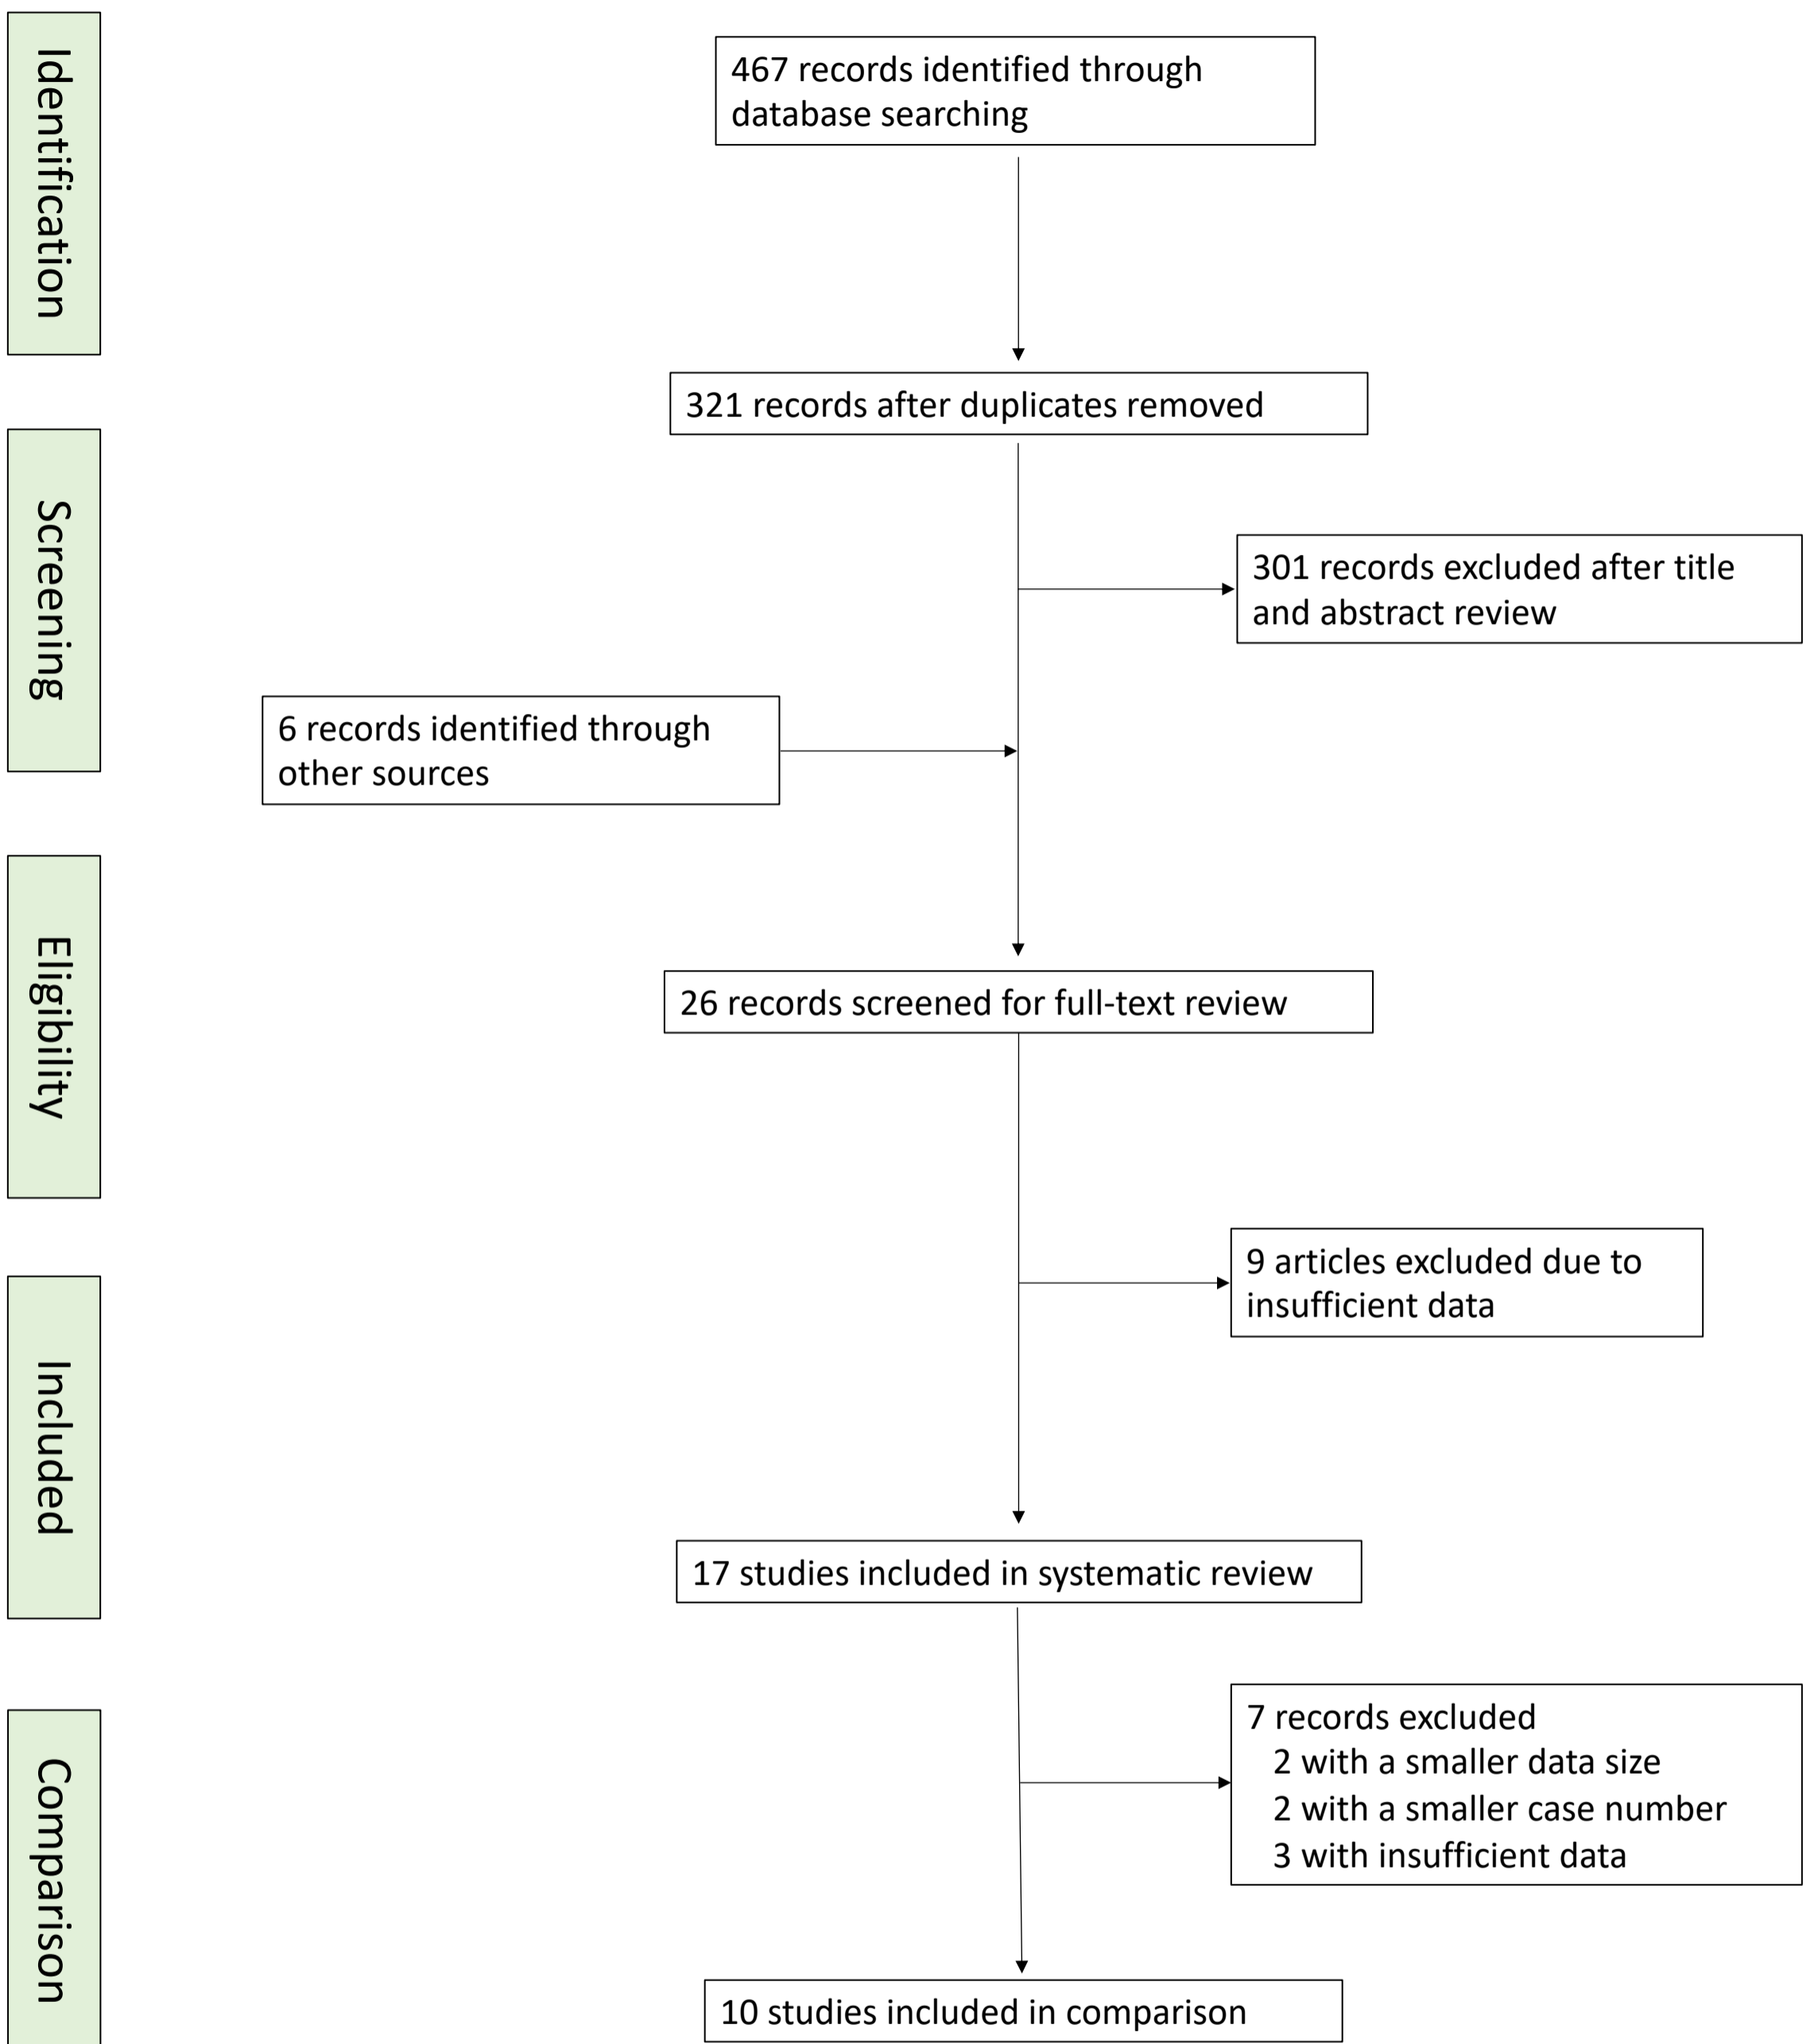 Identification
467 records identified through
database searching
321 records after duplicates removed
Screening
301 records excluded after title
and abstract review
6 records identified through
other sources
Eligibility
26 records screened for full-text review
9 articles excluded due to
insufficient data
Included
17 studies included in systematic review
7 records excluded
2 with a smaller data size
2 with a smaller case number
3 with insufficient data
Comparison
10 studies included in comparison